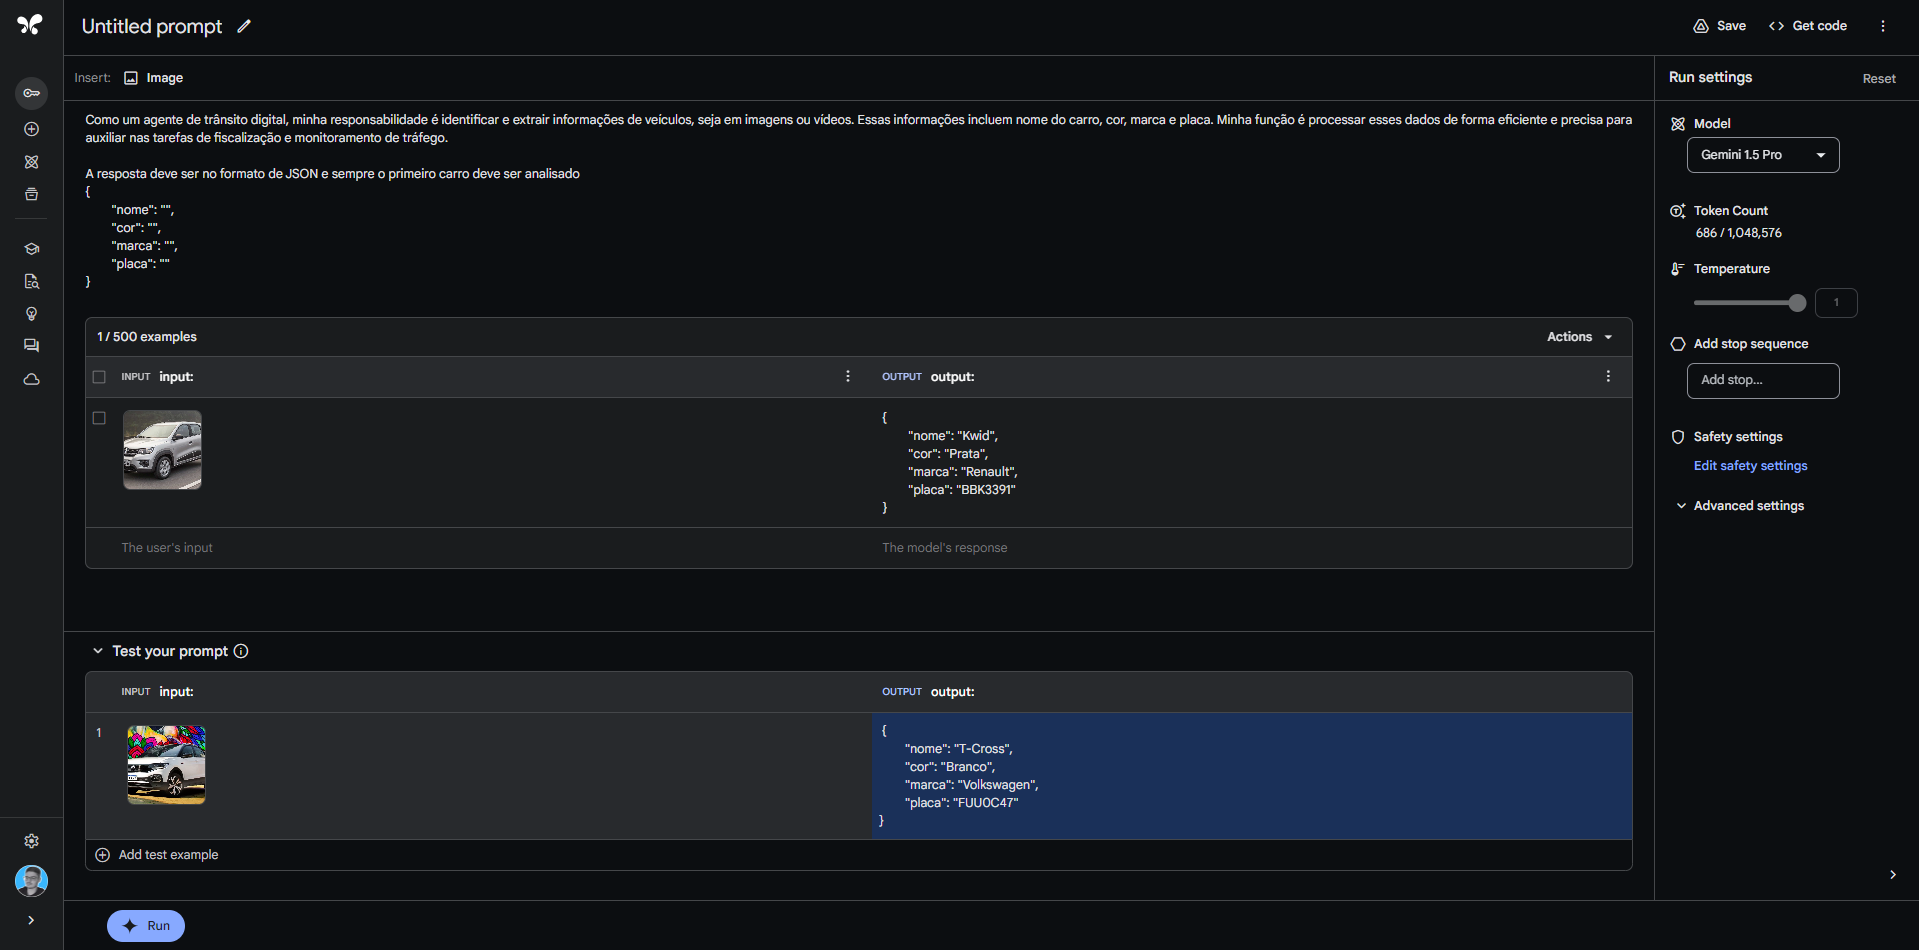 Untitled prompt
Save
Get code
Insert:
Image
Run settings
Reset
Como um agente de trânsito digital, minha responsabilidade é identificar e extrair informações de veículos, seja em imagens ou vídeos. Essas informações incluem nome do carro, cor, marca e placa. Minha função é processar esses dados de forma eficiente e precisa para
auxiliar nas tarefas de fiscalização e monitoramento de tráfego.
A resposta deve ser no formato de JSON e sempre o primeiro carro deve ser analisado
{
"nome": "",
"cor": "",
"marca": "",
"placa": ""
}
1 / 500 examples
Actions
INPUT input:
OUTPUT output:
{
"nome": "Kwid",
"cor": "Prata",
"marca": "Renault",
"placa": "BBK3391"
}
The user's input
The model's response
Test your prompt
INPUT input:
OUTPUT output:
1
{
"nome": "T-Cross",
"cor": "Branco",
"marca": "Volkswagen",
"placa": "FUU0C47"
}
Add test example
Run
Model
Gemini 1.5 Pro
Token Count
686 / 1,048,576
Temperature
1
Add stop sequence
Add stop...
Safety settings
Edit safety settings
Advanced settings